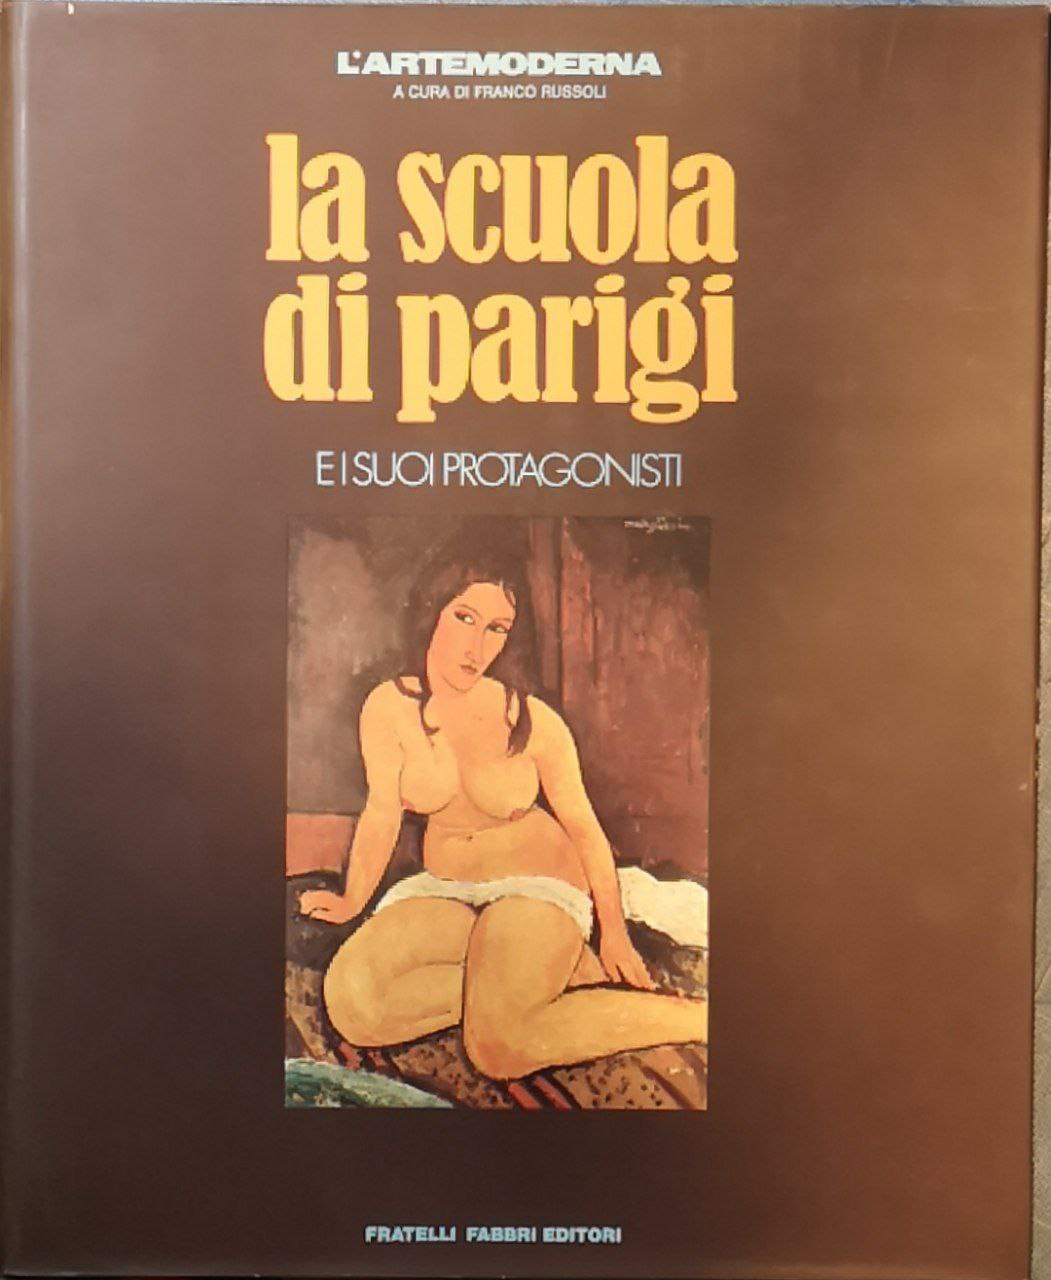 L'ARTEMODERNA
A CURA DI FRANCO RUSSOLI
la scuola
di parigi
E I SUOI PROTAGONISTI
FRATELLI FABBRI EDITORI